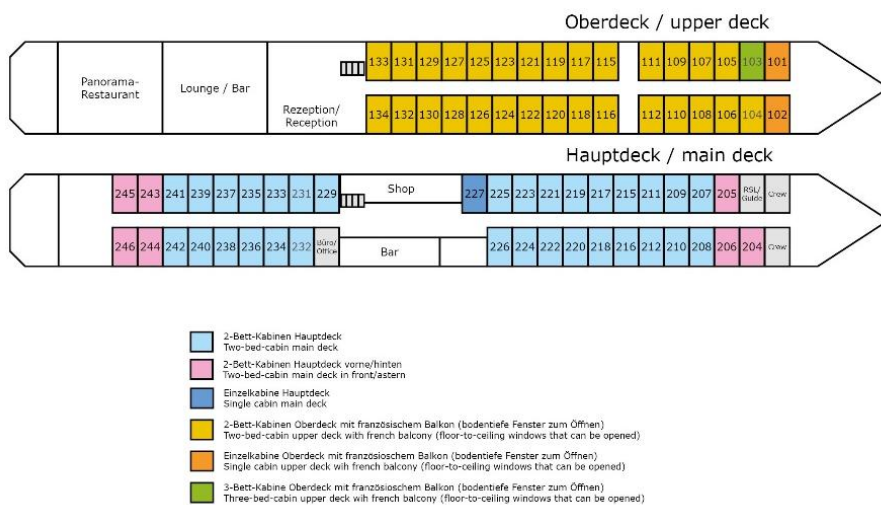 Oberdeck / upper deck
133 131 129 127 125 123 121 119 117 115 111 109 107 105 103 101
Panorama-
Restaurant
Lounge / Bar
Rezeption/
Reception
134 132 130 128 126 124 122 120 118 116 112 110 108 106 104 102
Hauptdeck / main deck
245 243 241 239 237 235 233 231 229 Shop 227 225 223 221 219 217 215 211 209 207 205 RSL/ Crew
Guide
246 244 242 240 238 236 234 232 Büro/ Bar 226 224 222 220 218 216 212 210 208 206 204 Crew
Office
2-Bett-Kabinen Hauptdeck
Two-bed-cabin main deck
2-Bett-Kabinen Hauptdeck vorne/hinten
Two-bed-cabin main deck in front/astern
Einzelkabine Hauptdeck
Single cabin main deck
2-Bett-Kabinen Oberdeck mit französischem Balkon (bodentiefe Fenster zum Öffnen)
Two-bed-cabin upper deck with french balcony (floor-to-ceiling windows that can be opened)
Einzelkabine Oberdeck mit französischem Balkon (bodentiefe Fenster zum Öffnen)
Single cabin upper deck wih french balcony (floor-to-ceiling windows that can be opened)
3-Bett-Kabine Oberdeck mit französischem Balkon (bodentiefe Fenster zum Öffnen)
Three-bed-cabin upper deck wih french balcony (floor-to-ceiling windows that can be opened)